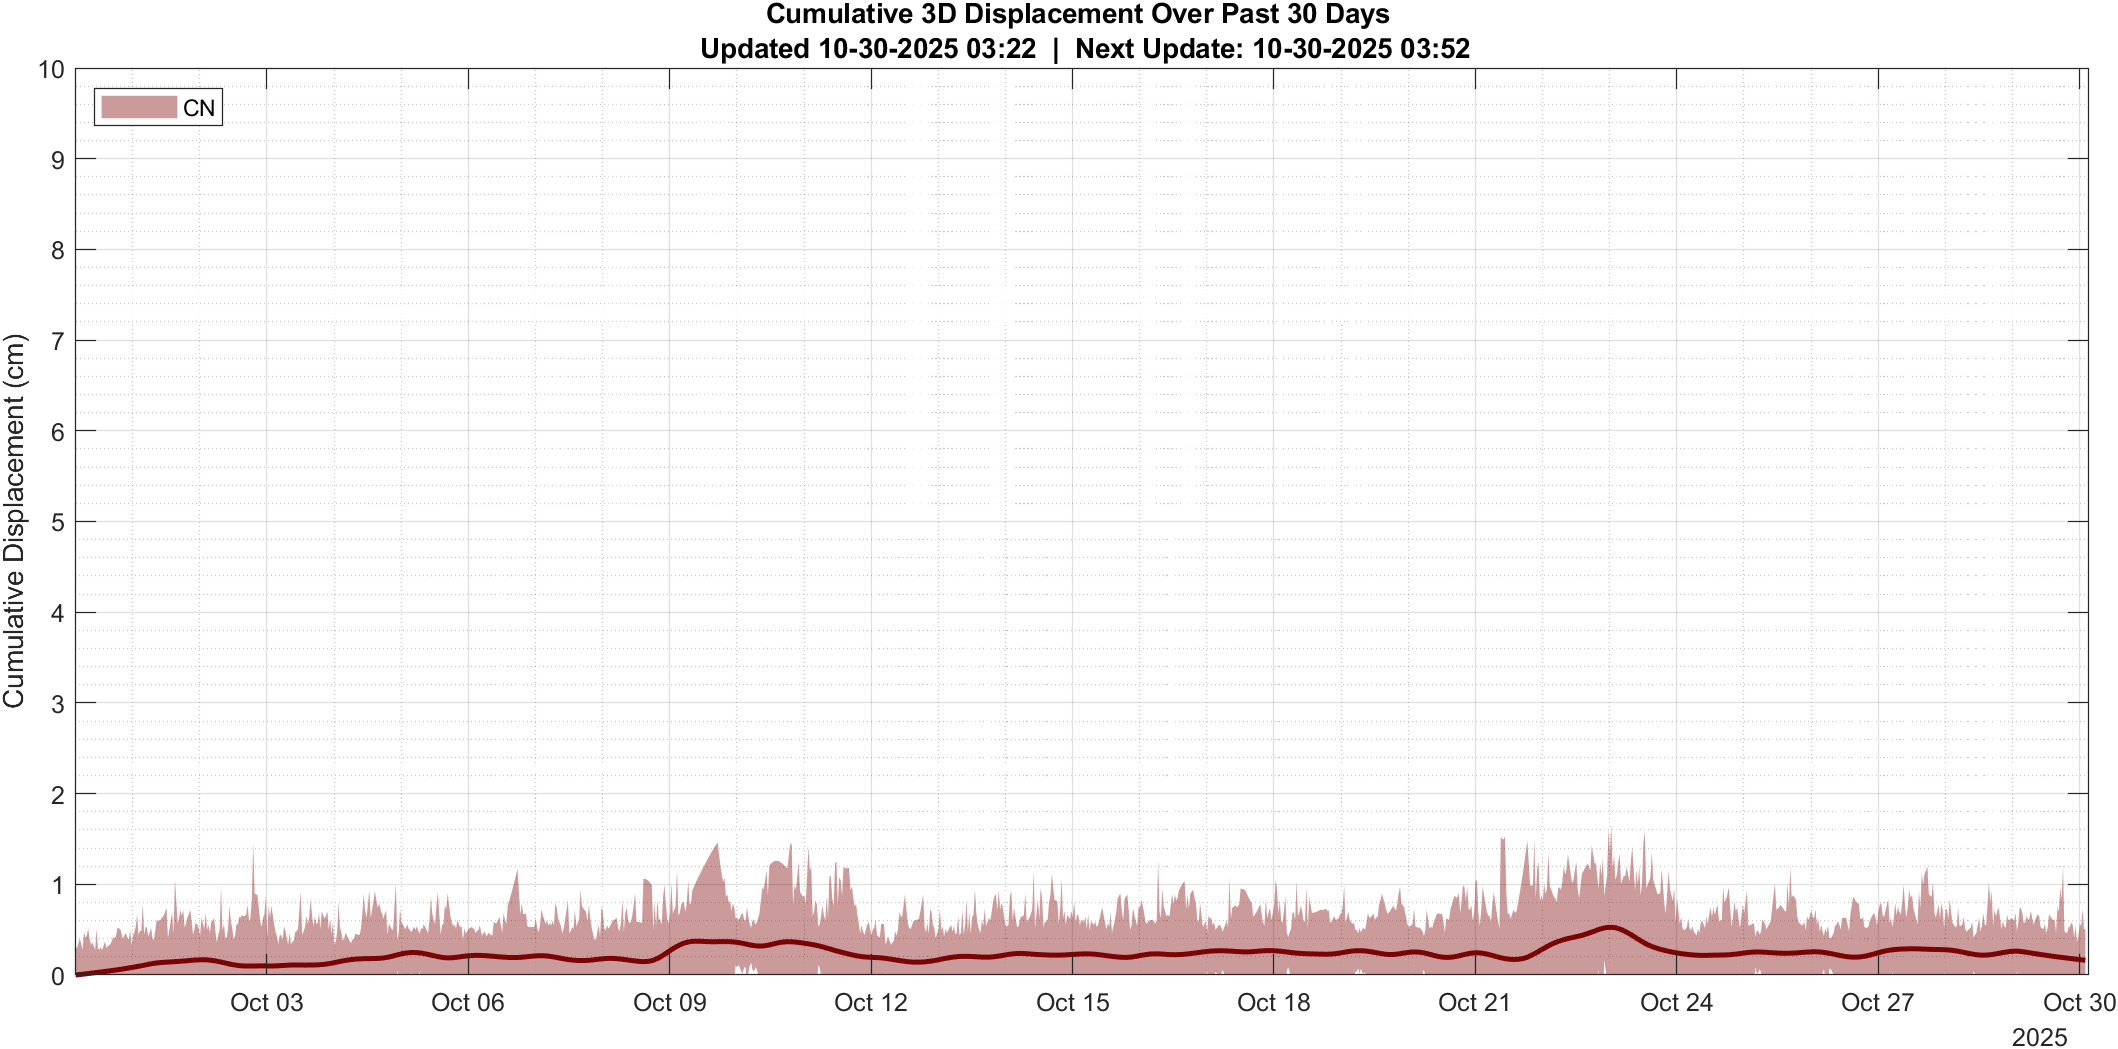 Cumulative 3D Displacement Over Past 30 Days
Updated 10-30-2025 03:22 | Next Update: 10-30-2025 03:52
CN
Cumulative Displacement (cm)
10
9
8
7
6
5
4
3
2
1
0
Oct 03 Oct 06 Oct 09 Oct 12 Oct 15 Oct 18 Oct 21 Oct 24 Oct 27 Oct 30
2025